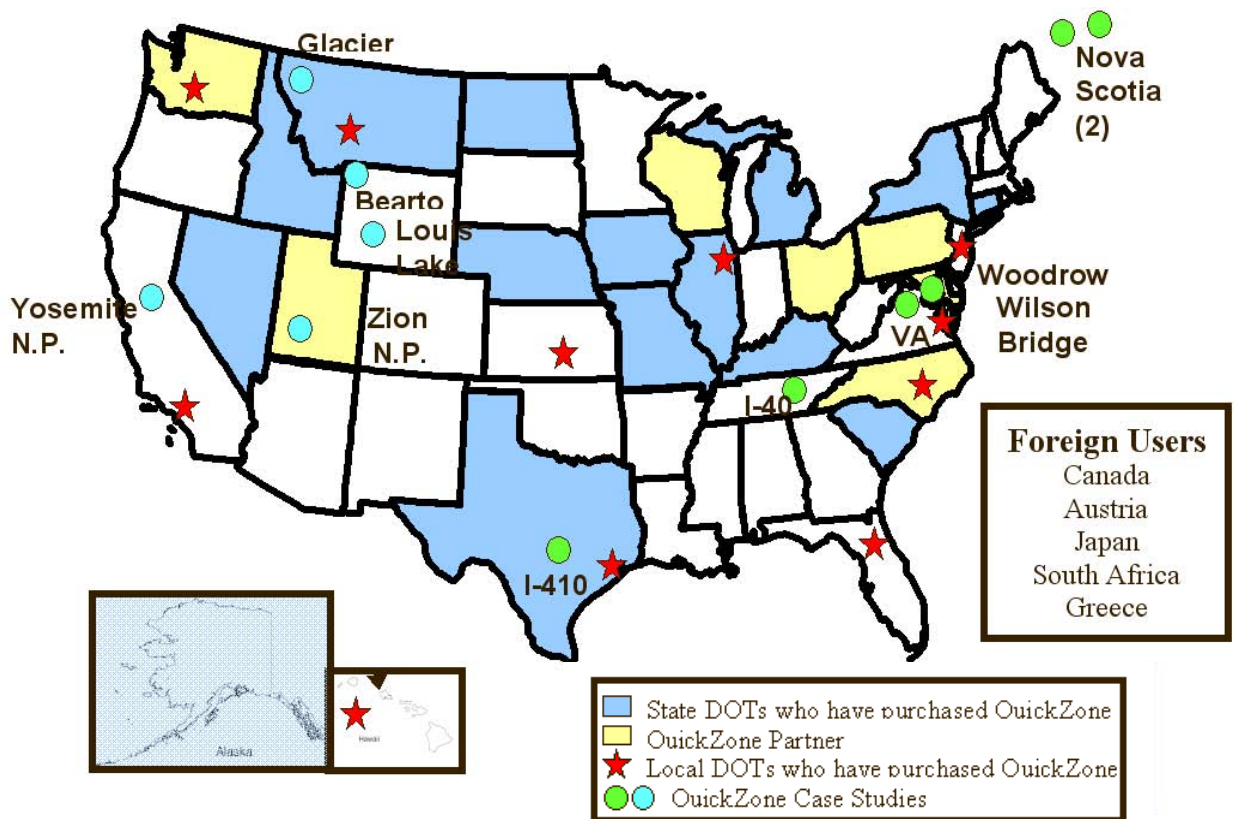 Glacier
Nova
Scotia
(2)
Bearto
Louis
Lake
Yosemite
N.P.
Zion
N.P.
Woodrow
Wilson
Bridge
VA
I-40
I-410
Foreign Users
Canada
Austria
Japan
South Africa
Greece
Alaska
Hawaii
State DOTs who have purchased OuickZone
OuickZone Partner
Local DOTs who have purchased OuickZone
OuickZone Case Studies